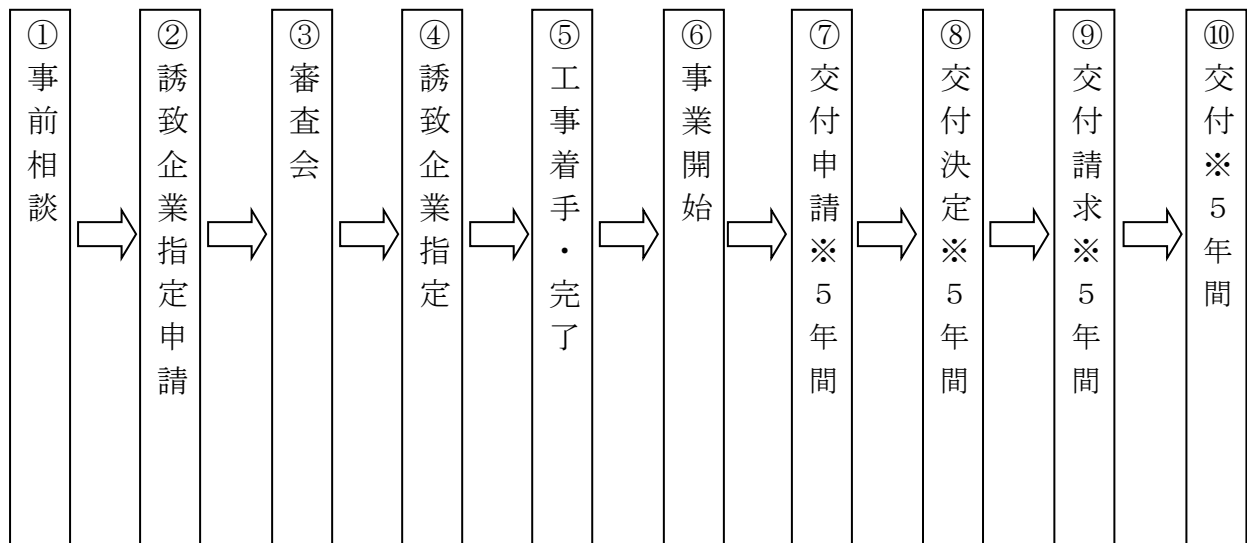 ①事前相談
②誘致企業指定申請
③審査会
④誘致企業指定
⑤工事着手・完了
⑥事業開始
⑦交付申請※５年間
⑧交付決定※５年間
⑨交付請求※５年間
⑩交付※５年間